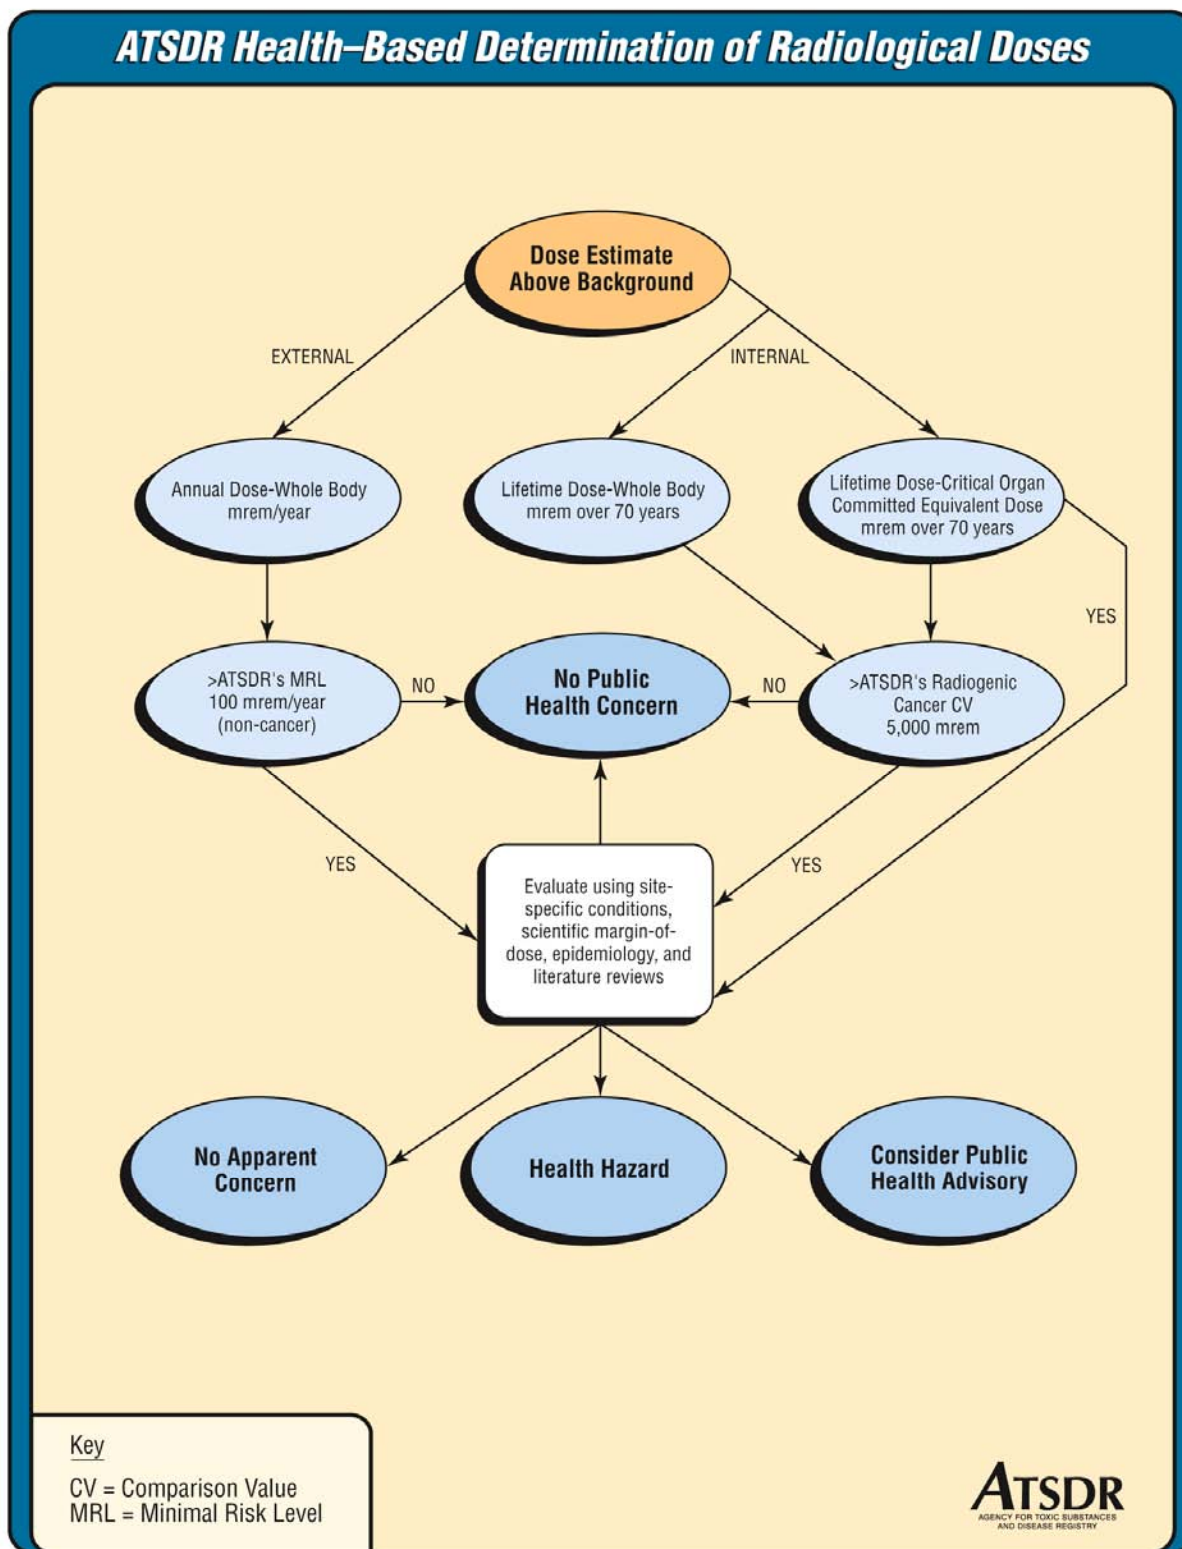 ATSDR Health–Based Determination of Radiological Doses
Dose Estimate
Above Background
EXTERNAL
INTERNAL
Annual Dose-Whole Body
mrem/year
Lifetime Dose-Whole Body
mrem over 70 years
Lifetime Dose-Critical Organ
Committed Equivalent Dose
mrem over 70 years
YES
>ATSDR's MRL
100 mrem/year
(non-cancer)
NO
No Public
Health Concern
NO
>ATSDR's Radiogenic
Cancer CV
5,000 mrem
YES
YES
Evaluate using site-
specific conditions,
scientific margin-of-
dose, epidemiology, and
literature reviews
No Apparent
Concern
Health Hazard
Consider Public
Health Advisory
Key
CV = Comparison Value
MRL = Minimal Risk Level
ATSDR
AGENCY FOR TOXIC SUBSTANCES
AND DISEASE REGISTRY